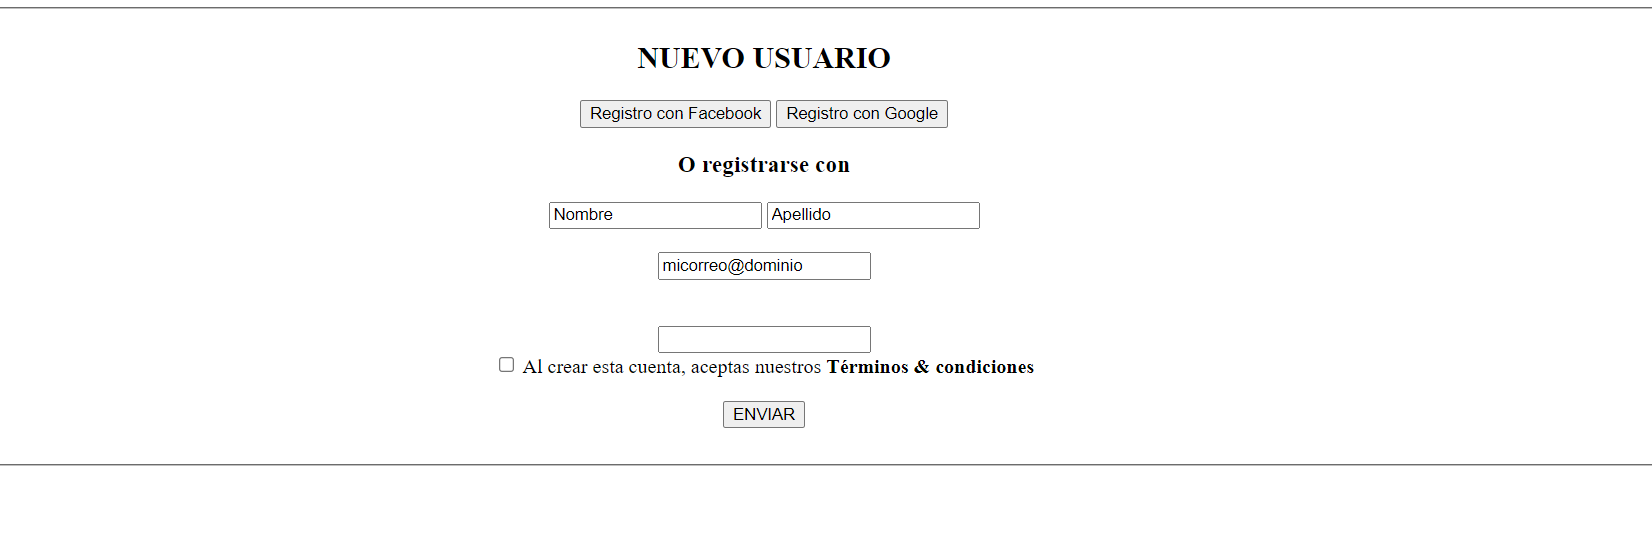 NUEVO USUARIO
Registro con Facebook Registro con Google
O registrarse con
Nombre Apellido
micorreo@dominio
Al crear esta cuenta, aceptas nuestros Términos & condiciones
ENVIAR